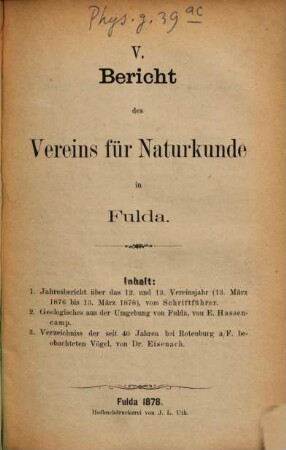 Phys. g. 39 ac
V.
Bericht
des
Vereins für Naturkunde
in
Fulda.
Inhalt:
1. Jahresbericht über das 12. und 13. Vereinsjahr (13. März
1876 bis 13. März 1878), vom Schriftführer.
2. Geologisches aus der Umgebung von Fulda, von E. Hassen-
camp.
3. Verzeichniss der seit 40 Jahren bei Rotenburg a/F. be-
obachteten Vögel, von Dr. Eisenach.
Fulda 1878.
Hofbuchdruckerei von J. L. Uth.